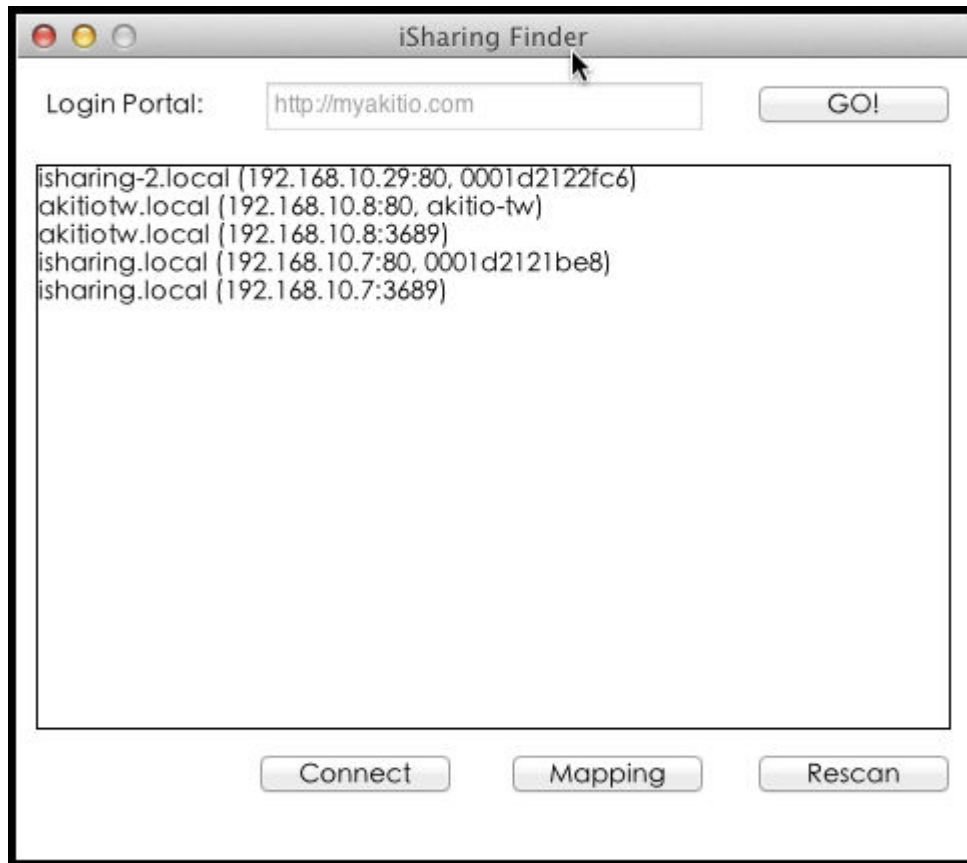 iSharing Finder
Login Portal: http://myakitio.com GO!
isharing-2.local (192.168.10.29:80, 0001d2122fc6)
akitiotw.local (192.168.10.8:80, akitio-tw)
akitiotw.local (192.168.10.8:3689)
isharing.local (192.168.10.7:80, 0001d2121be8)
isharing.local (192.168.10.7:3689)
Connect Mapping Rescan